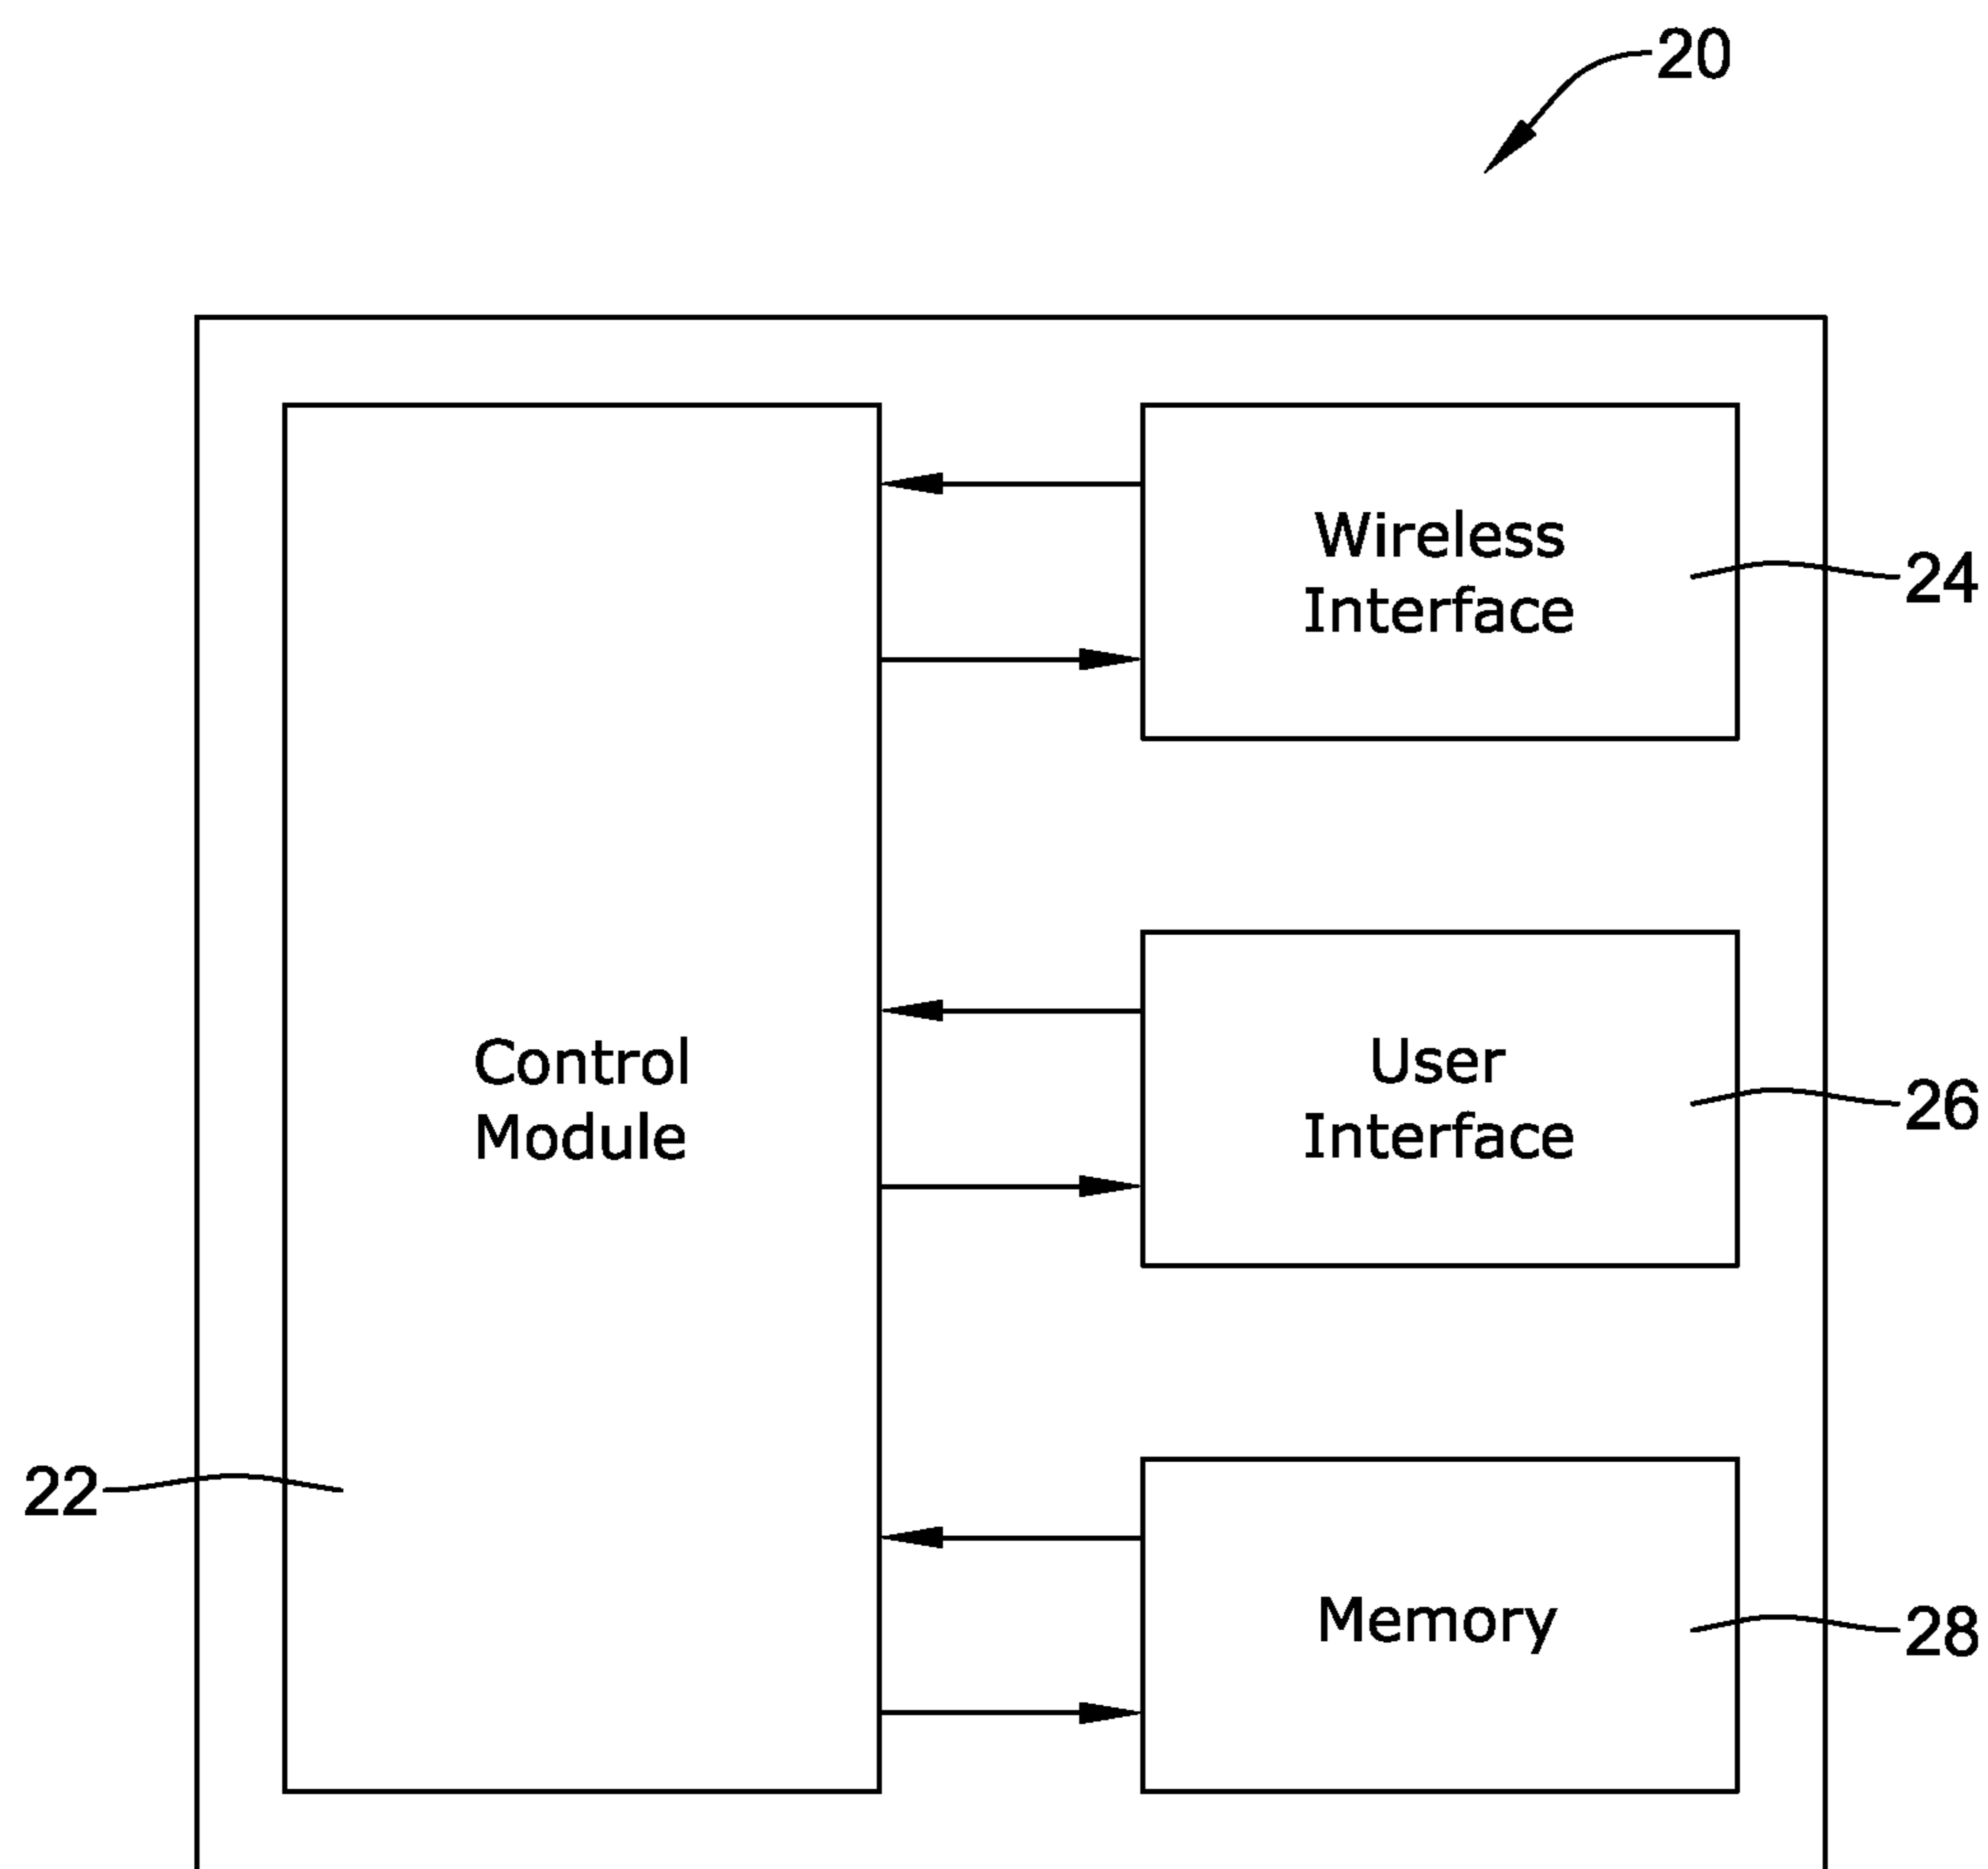 20
Wireless
Interface
24
Control
Module
User
Interface
26
22
Memory
28